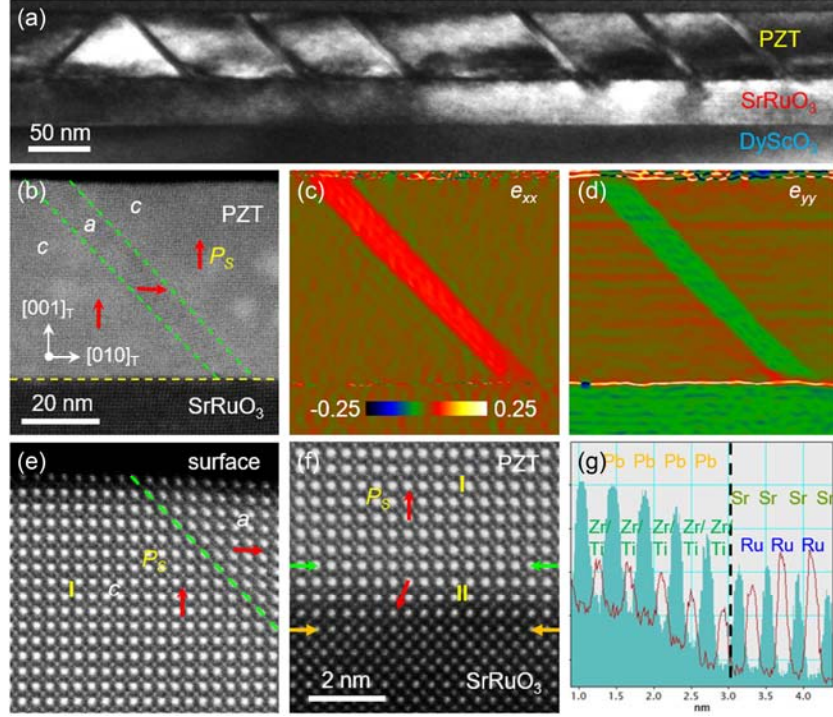 (a)
PZT
SrRuO3
DyScO3
50 nm
(b)
c
a
c
PZT
PS
[001]T
[010]T
20 nm
SrRuO3
(c)
exx
-0.25
0.25
(d)
eyy
(e)
surface
a
PS
I
c
(f)
PZT
I
PS
II
2 nm
SrRuO3
(g)
Pb Pb Pb Pb
Sr Sr Sr Sr
Zr/ Zr/ Zr/ Zr/ Zr/
Ti Ti Ti Ti Ti
Ru Ru Ru
1.0 1.5 2.0 2.5 3.0 3.5 4.0
nm